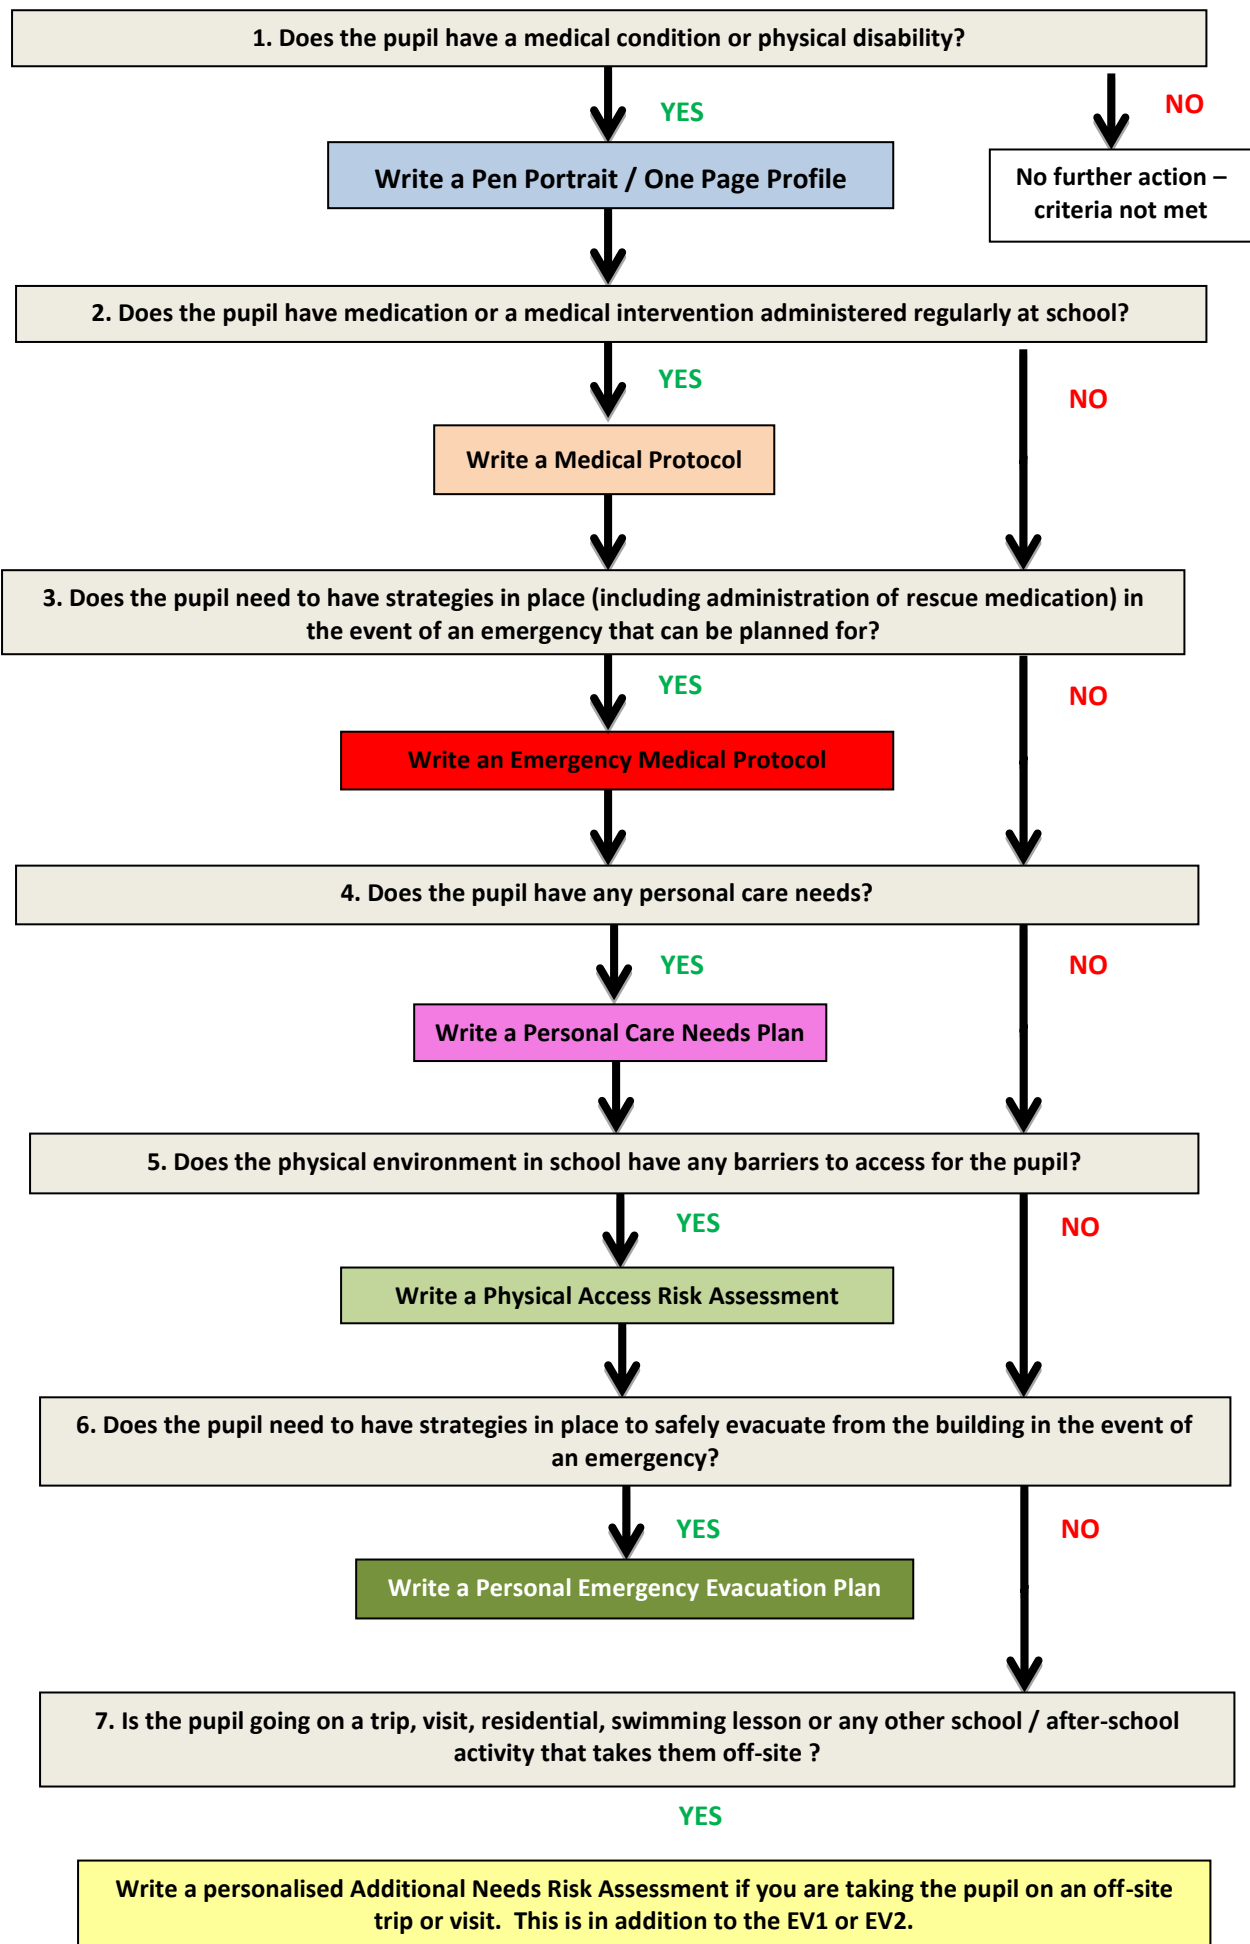 1. Does the pupil have a medical condition or physical disability?
YES
NO
Write a Pen Portrait / One Page Profile
No further action –
criteria not met
2. Does the pupil have medication or a medical intervention administered regularly at school?
YES
NO
Write a Medical Protocol
3. Does the pupil need to have strategies in place (including administration of rescue medication) in
the event of an emergency that can be planned for?
YES
NO
Write an Emergency Medical Protocol
4. Does the pupil have any personal care needs?
YES
NO
Write a Personal Care Needs Plan
5. Does the physical environment in school have any barriers to access for the pupil?
YES
NO
Write a Physical Access Risk Assessment
6. Does the pupil need to have strategies in place to safely evacuate from the building in the event of
an emergency?
YES
NO
Write a Personal Emergency Evacuation Plan
7. Is the pupil going on a trip, visit, residential, swimming lesson or any other school / after-school
activity that takes them off-site ?
YES
Write a personalised Additional Needs Risk Assessment if you are taking the pupil on an off-site
trip or visit.  This is in addition to the EV1 or EV2.